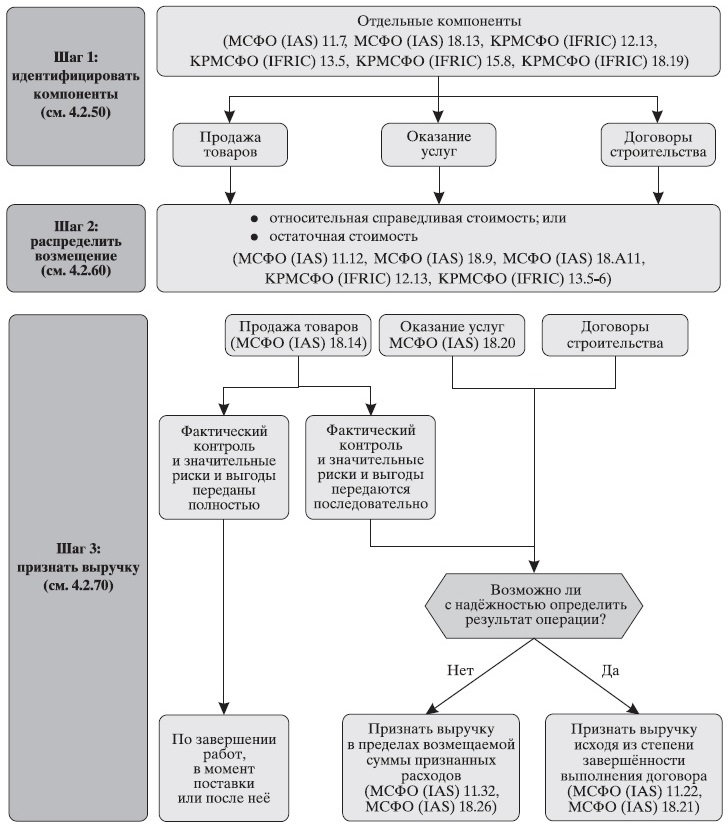 Шаг 1:
идентифицировать
компоненты
(см. 4.2.50)
Отдельные компоненты
(МСФО (IAS) 11.7, МСФО (IAS) 18.13, КРМСФО (IFRIC) 12.13,
КРМСФО (IFRIC) 13.5, КРМСФО (IFRIC) 15.8, КРМСФО (IFRIC) 18.19)
Продажа
товаров
Оказание
услуг
Договоры
строительства
Шаг 2:
распределить
возмещение
(см. 4.2.60)
● относительная справедливая стоимость; или
● остаточная стоимость
(МСФО (IAS) 11.12, МСФО (IAS) 18.9, МСФО (IAS) 18.A11,
КРМСФО (IFRIC) 12.13, КРМСФО (IFRIC) 13.5–6)
Шаг 3:
признать выручку
(см. 4.2.70)
Продажа товаров
(МСФО (IAS) 18.14)
Оказание услуг
МСФО (IAS) 18.20
Договоры
строительства
Фактический
контроль
и значительные
риски и выгоды
переданы
полностью
Фактический
контроль
и значительные
риски и выгоды
передаются
последовательно
Возможно ли
с надёжностью определить
результат операции?
Нет
Да
По завершении
работ,
в момент
поставки
или после неё
Признать выручку
в пределах возмещаемой
суммы признанных
расходов
(МСФО (IAS) 11.32,
МСФО (IAS) 18.26)
Признать выручку
исходя из степени
завершённости
выполнения договора
(МСФО (IAS) 11.22,
МСФО (IAS) 18.21)